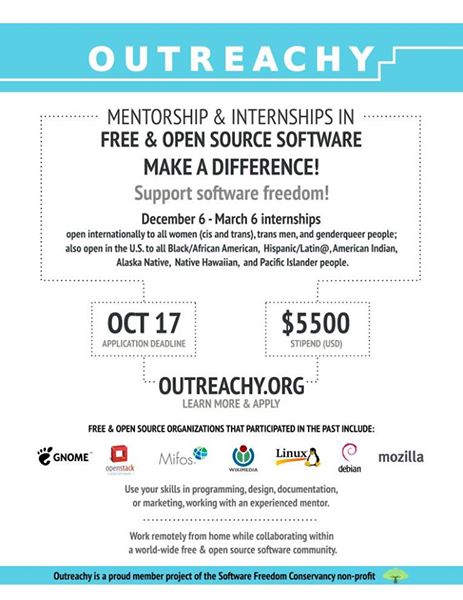 OUTREACHY
MENTORSHIP & INTERNSHIPS IN
FREE & OPEN SOURCE SOFTWARE
MAKE A DIFFERENCE!
Support software freedom!
December 6 - March 6 internships
open internationally to all women (cis and trans), trans men, and genderqueer people;
also open in the U.S. to all Black/African American, Hispanic/Latin@, American Indian,
Alaska Native, Native Hawaiian, and Pacific Islander people.
OCT 17
APPLICATION DEADLINE
$5500
STIPEND (USD)
OUTREACHY.ORG
LEARN MORE & APPLY
FREE & OPEN SOURCE ORGANIZATIONS THAT PARTICIPATED IN THE PAST INCLUDE:
GNOME™
openstack
Mifos
WIKIMEDIA
Linux
debian
mozilla
Use your skills in programming, design, documentation,
or marketing, working with an experienced mentor.
Work remotely from home while collaborating within
a world-wide free & open source software community.
Outreachy is a proud member project of the Software Freedom Conservancy non-profit